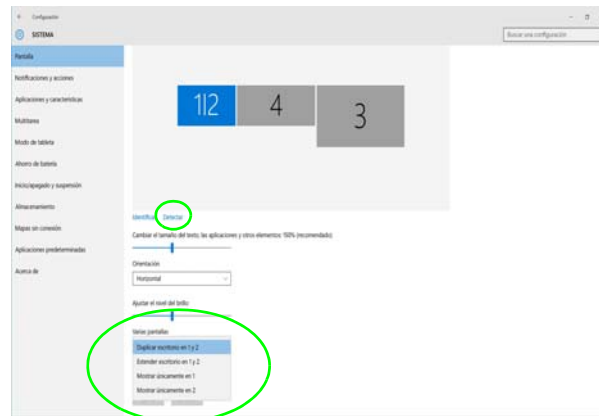 Configuración
SISTEMA
Buscar una configuración
Pantalla
Notificaciones y acciones
Aplicaciones y características
Multitarea
Modo de tableta
Ahorro de batería
Inicio/apagado y suspensión
Almacenamiento
Mapas sin conexión
Aplicaciones predeterminadas
Acerca de
1|2
4
3
Identificar Detectar
Cambiar el tamaño del texto, las aplicaciones y otros elementos: 100% (recomendado)
Orientación
Horizontal
Ajustar el nivel del brillo
Varias pantallas
Duplicar escritorio en 1 y 2
Extender escritorio en 1 y 2
Mostrar únicamente en 1
Mostrar únicamente en 2